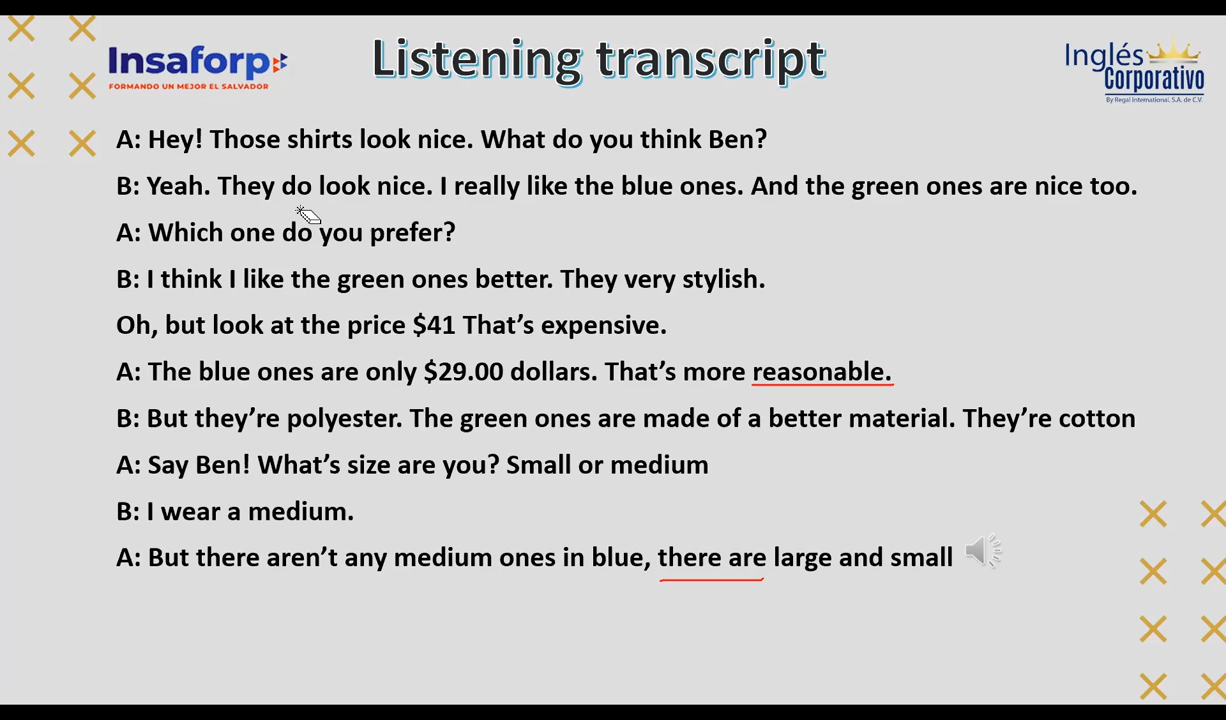 Insaforp
FORMANDO UN MEJOR EL SALVADOR
Listening transcript
Inglés
Corporativo
By Regal International, S.A. de C.V.
A: Hey! Those shirts look nice. What do you think Ben?
B: Yeah. They do look nice. I really like the blue ones. And the green ones are nice too.
A: Which one do you prefer?
B: I think I like the green ones better. They very stylish.
Oh, but look at the price $41 That’s expensive.
A: The blue ones are only $29.00 dollars. That’s more reasonable.
B: But they’re polyester. The green ones are made of a better material. They’re cotton
A: Say Ben! What’s size are you? Small or medium
B: I wear a medium.
A: But there aren’t any medium ones in blue, there are large and small